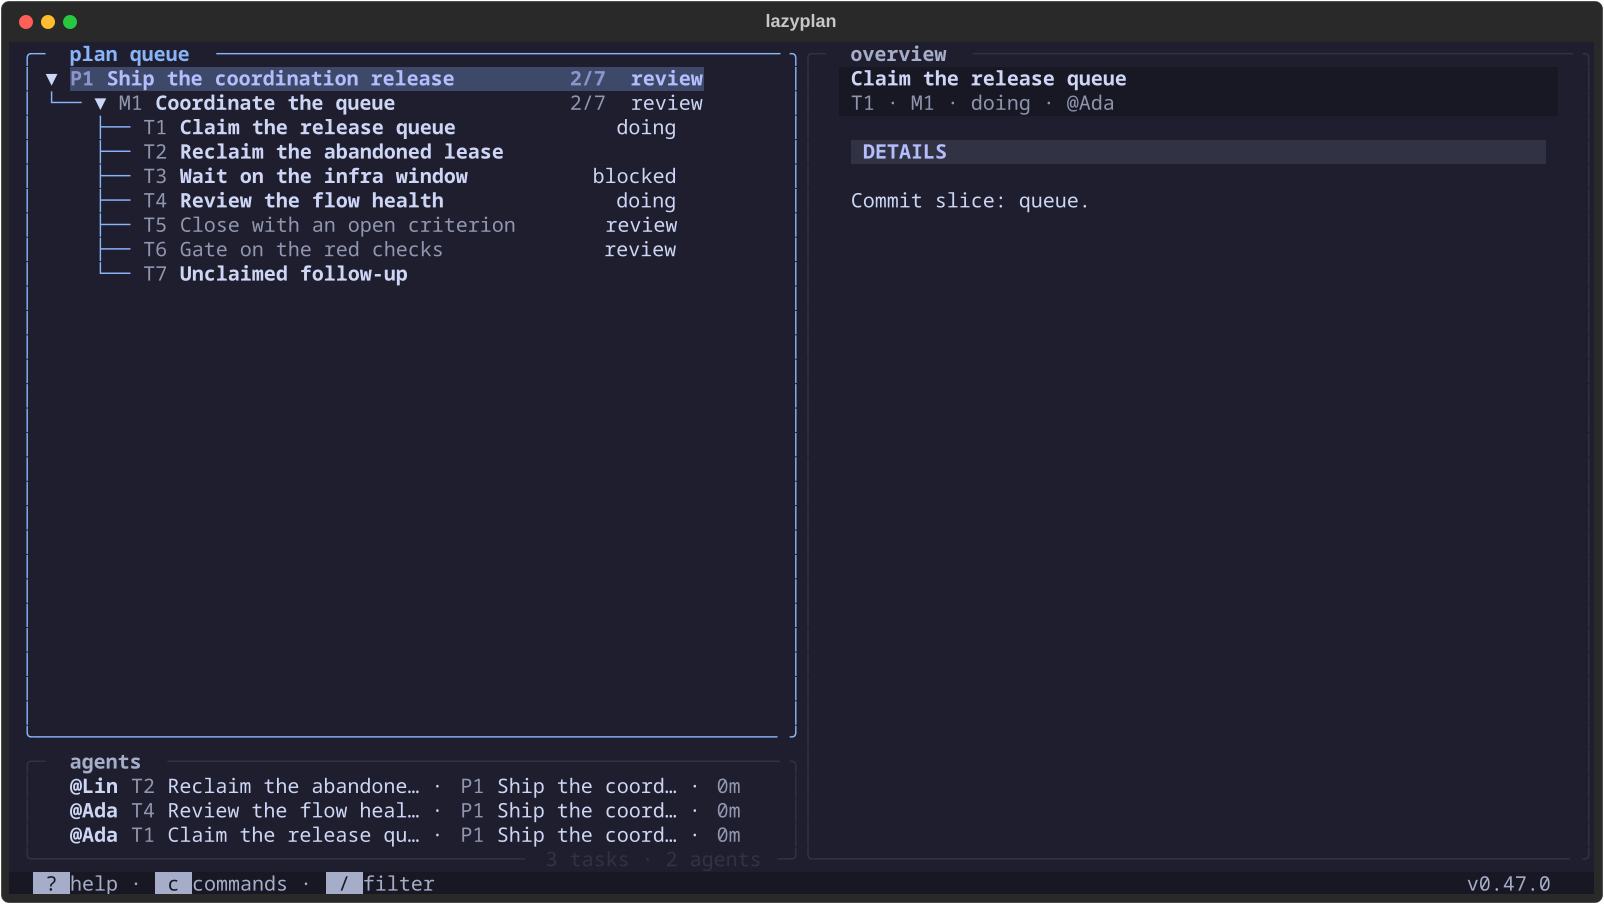 lazyplan
plan queue
▼ P1 Ship the coordination release 2/7 review
▼ M1 Coordinate the queue 2/7 review
T1 Claim the release queue doing
T2 Reclaim the abandoned lease
T3 Wait on the infra window blocked
T4 Review the flow health doing
T5 Close with an open criterion review
T6 Gate on the red checks review
T7 Unclaimed follow-up
agents
@Lin T2 Reclaim the abandone… · P1 Ship the coord… · 0m
@Ada T4 Review the flow heal… · P1 Ship the coord… · 0m
@Ada T1 Claim the release qu… · P1 Ship the coord… · 0m
3 tasks · 2 agents
overview
Claim the release queue
T1 · M1 · doing · @Ada
DETAILS
Commit slice: queue.
? help · c commands · / filter
v0.47.0